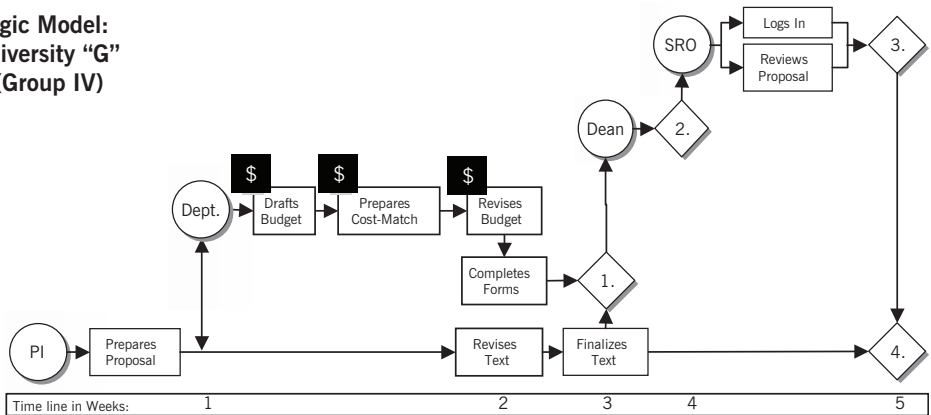 gic Model:
iversity “G”
(Group IV)
SRO
Logs In
Reviews
Proposal
3.
Dean
2.
$
$
$
Dept.
Drafts
Budget
Prepares
Cost-Match
Revises
Budget
Completes
Forms
1.
PI
Prepares
Proposal
Revises
Text
Finalizes
Text
4.
Time line in Weeks: 1 2 3 4 5